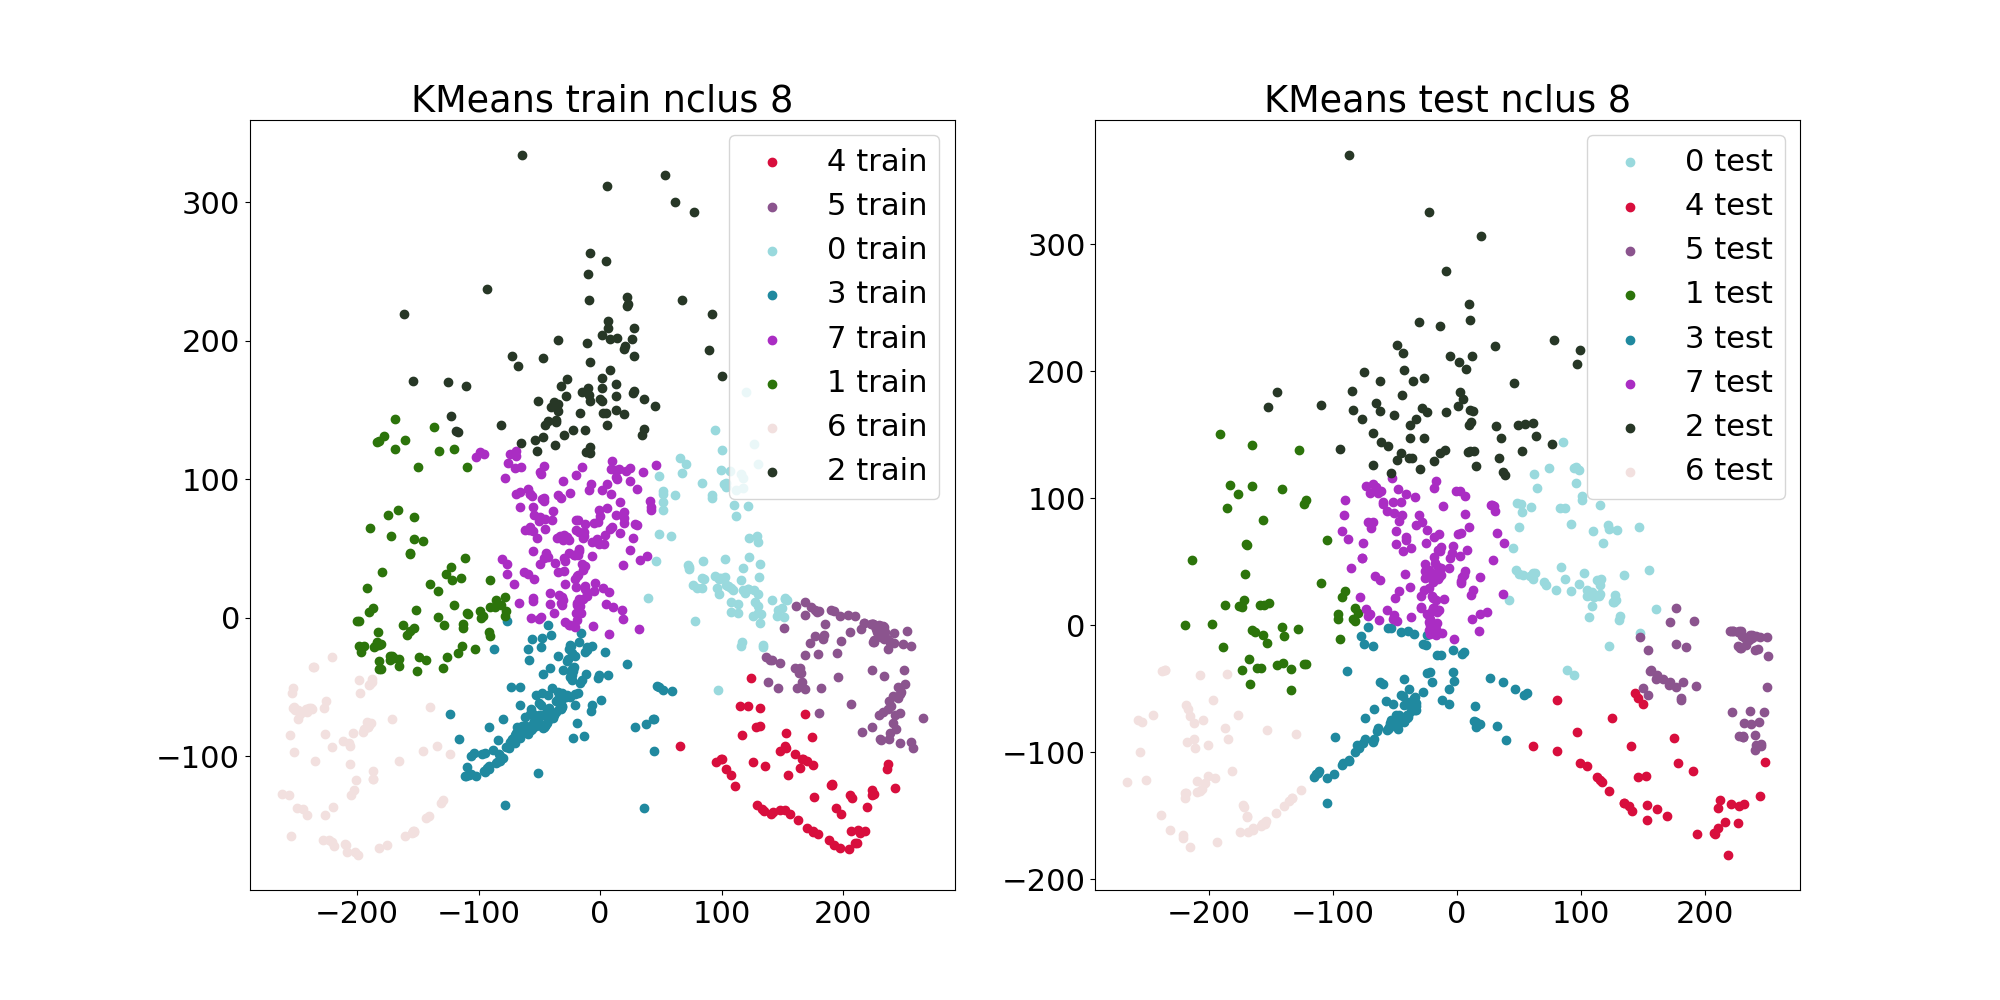 KMeans train nclus 8
300
200
100
0
−100
−200
−100
0
100
200
4 train
5 train
0 train
3 train
7 train
1 train
6 train
2 train
KMeans test nclus 8
300
200
100
0
−100
−200
−200
−100
0
100
200
0 test
4 test
5 test
1 test
3 test
7 test
2 test
6 test